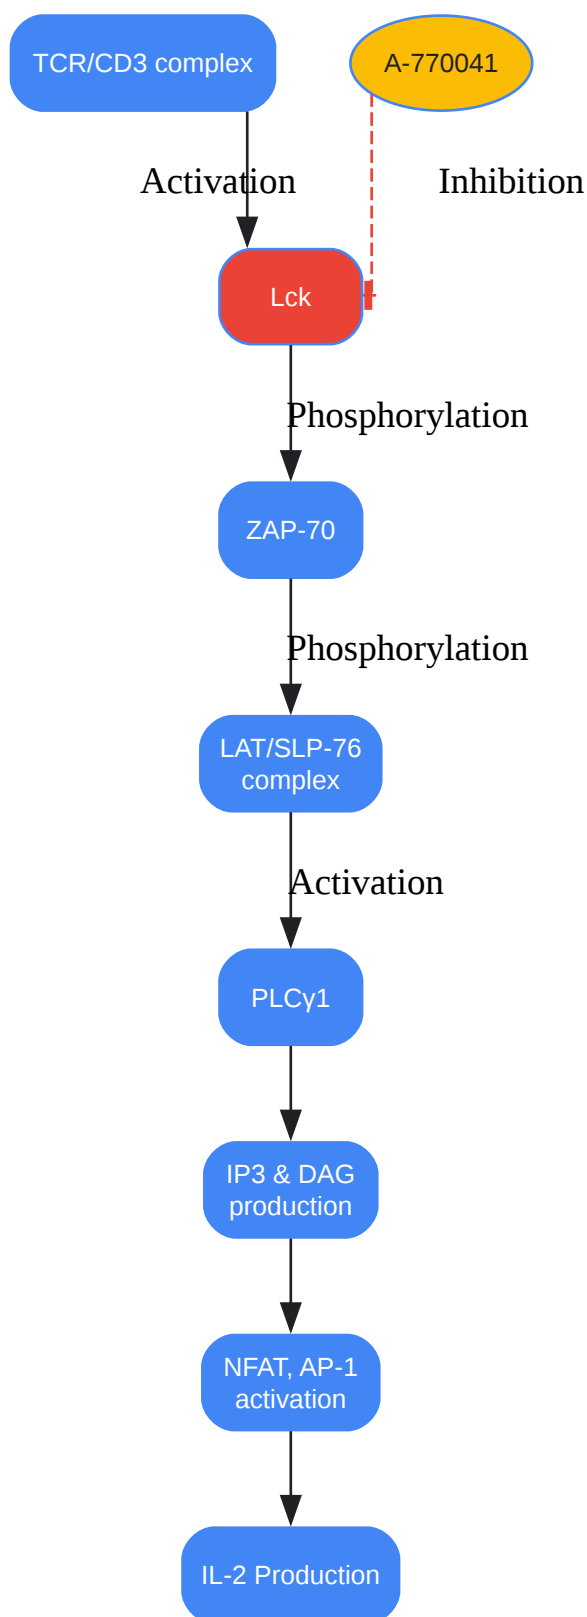 TCR/CD3 complex
A-770041
Activation
Inhibition
Lck
Phosphorylation
ZAP-70
Phosphorylation
LAT/SLP-76
complex
Activation
PLCγ1
IP3 & DAG
production
NFAT, AP-1
activation
IL-2 Production